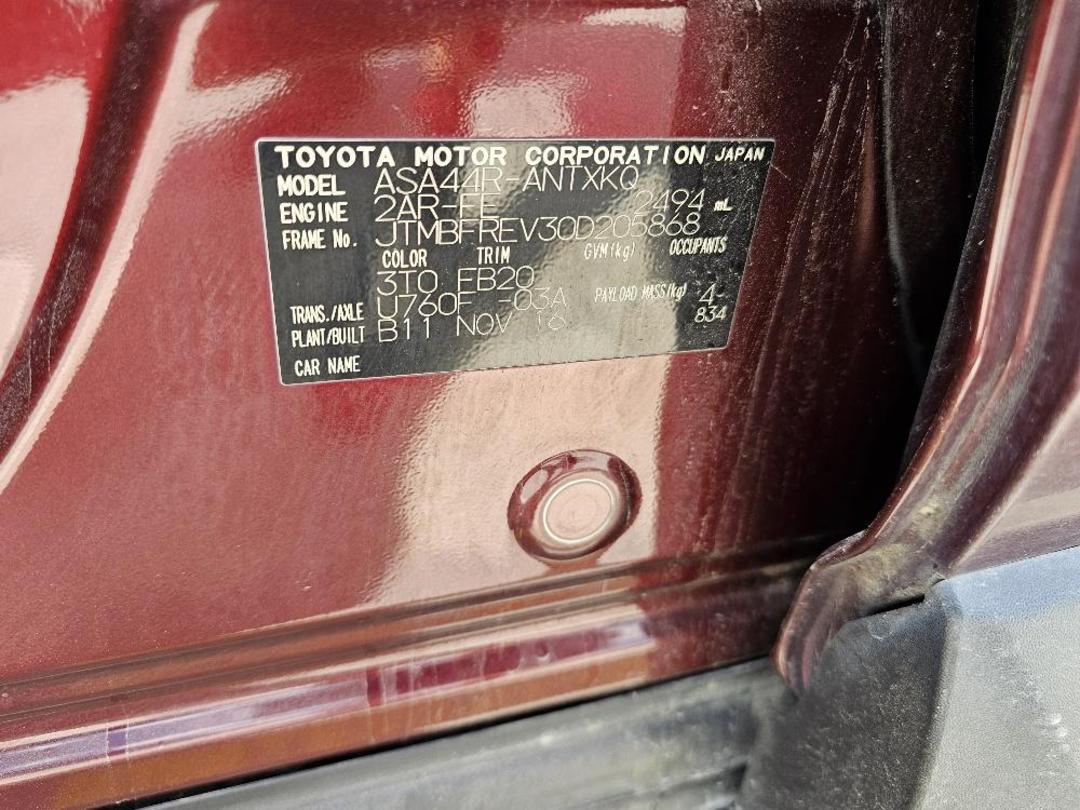 TOYOTA MOTOR CORPORATION JAPAN
MODEL ASA44R-ANTXKQ
ENGINE 2AR-FE 2494 mL
FRAME No. JTMBFREV30D205868
COLOR TRIM GVM(kg) OCCUPANTS
3T0 EB20
TRANS./AXLE U760F -03A PAYLOAD MASS(kg) 4-
PLANT/BUILT B11 NOV 16 834
CAR NAME